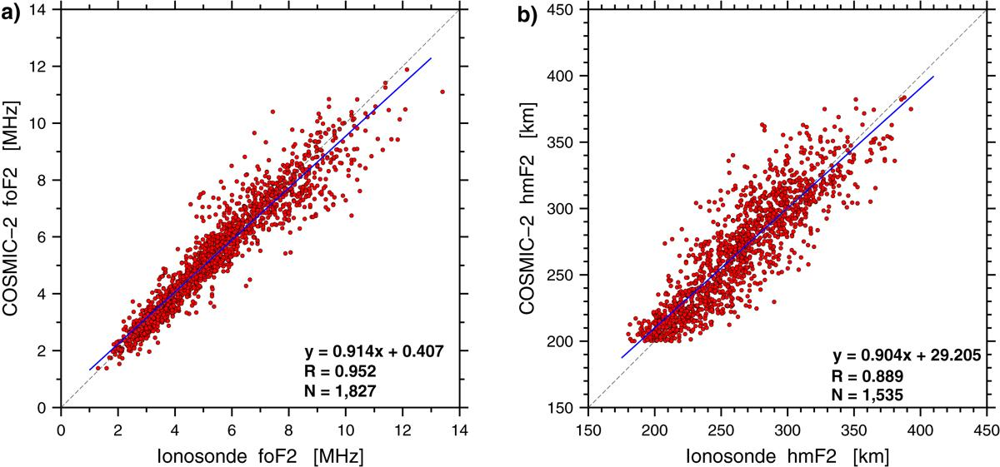 a)
14
12
10
8
6
4
2
0
COSMIC−2 foF2 [MHz]
y = 0.914x + 0.407
R = 0.952
N = 1,827
0 2 4 6 8 10 12 14
Ionosonde foF2 [MHz]
b)
450
400
350
300
250
200
150
COSMIC−2 hmF2 [km]
y = 0.904x + 29.205
R = 0.889
N = 1,535
150 200 250 300 350 400 450
Ionosonde hmF2 [km]